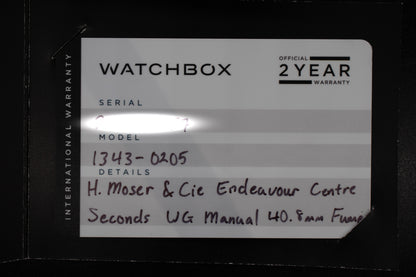 INTERNATIONAL WARRANTY
WATCHBOX
OFFICIAL
2 YEAR
WARRANTY
SERIAL
MODEL
1343-0205
DETAILS
H. Moser & Cie Endeavour Centre
Seconds WG Manual 40.8mm Fume